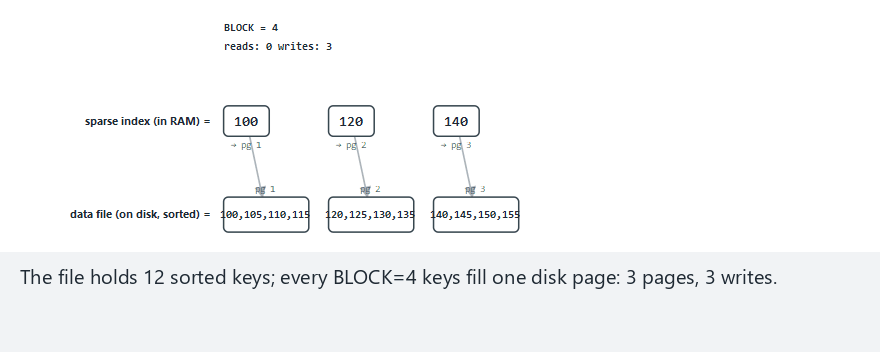 BLOCK = 4
reads: 0 writes: 3
sparse index (in RAM) = 100 120 140
→ pg 1 → pg 2 → pg 3
pg 1 pg 2 pg 3
data file (on disk, sorted) = 100,105,110,115 120,125,130,135 140,145,150,155
The file holds 12 sorted keys; every BLOCK=4 keys fill one disk page: 3 pages, 3 writes.